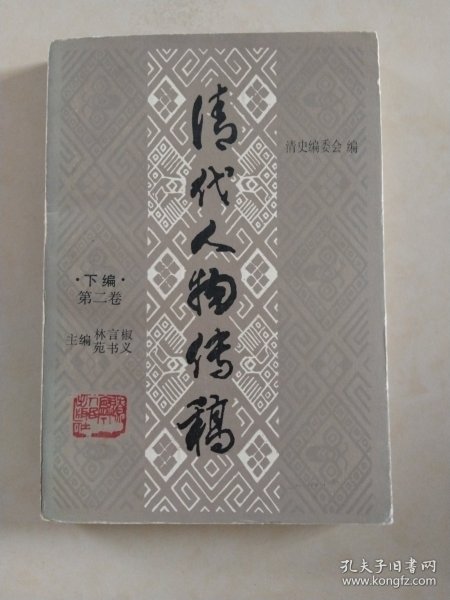 清代人物传稿
清史编委会 编
·下编·
第二卷
主编 林言椒
苑书义
孔夫子旧书网
www.kongfz.com